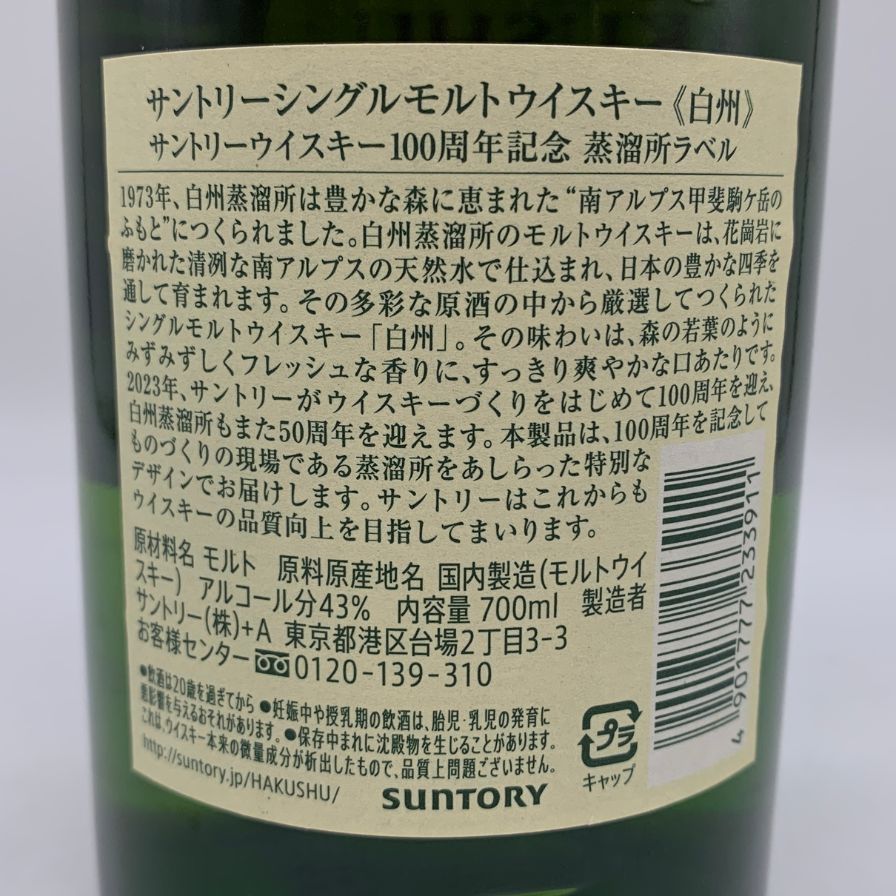 サントリーシングルモルトウイスキー《白州》
サントリーウイスキー100周年記念 蒸溜所ラベル
1973年、白州蒸溜所は豊かな森に恵まれた“南アルプス甲斐駒ケ岳の
ふもと”につくられました。白州蒸溜所のモルトウイスキーは、花崗岩に
磨かれた清冽な南アルプスの天然水で仕込まれ、日本の豊かな四季を
通して育まれます。その多彩な原酒の中から厳選してつくられた
シングルモルトウイスキー「白州」。その味わいは、森の若葉のように
みずみずしくフレッシュな香りに、すっきり爽やかな口あたりです。
2023年、サントリーがウイスキーづくりをはじめて100周年を迎え、
白州蒸溜所もまた50周年を迎えます。本製品は、100周年を記念して
ものづくりの現場である蒸溜所をあしらった特別な
デザインでお届けします。サントリーはこれからも
ウイスキーの品質向上を目指してまいります。
原材料名 モルト 原料原産地名 国内製造(モルトウイ
スキー) アルコール分43% 内容量 700ml 製造者
サントリー(株)+A 東京都港区台場2丁目3-3
お客様センター 0120-139-310
●飲酒は20歳を過ぎてから ●妊娠中や授乳期の飲酒は、胎児・乳児の発育に
悪影響を与えるおそれがあります。 ●保存中まれに沈殿物を生じることがあります。
これは、ウイスキー本来の微量成分が析出したもので、品質上問題ございません。
http://suntory.jp/HAKUSHU/ SUNTORY
プラ
キャップ
4901777233911